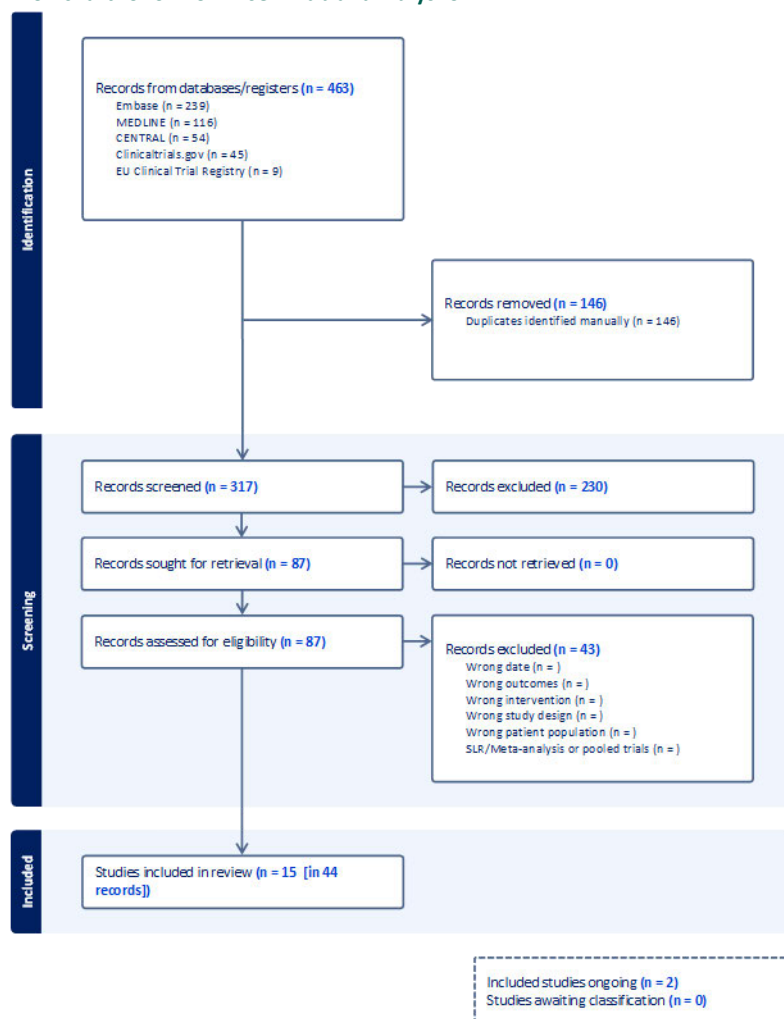 Identification
Records from databases/registers (n = 463)
Embase (n = 239)
MEDLINE (n = 116)
CENTRAL (n = 54)
Clinicaltrials.gov (n = 45)
EU Clinical Trial Registry (n = 9)
Records removed (n = 146)
Duplicates identified manually (n = 146)
Screening
Records screened (n = 317)
Records excluded (n = 230)
Records sought for retrieval (n = 87)
Records not retrieved (n = 0)
Records assessed for eligibility (n = 87)
Records excluded (n = 43)
Wrong date (n = )
Wrong outcomes (n = )
Wrong intervention (n = )
Wrong study design (n = )
Wrong patient population (n = )
SLR/Meta-analysis or pooled trials (n = )
Included
Studies included in review (n = 15 [in 44
records])
Included studies ongoing (n = 2)
Studies awaiting classification (n = 0)